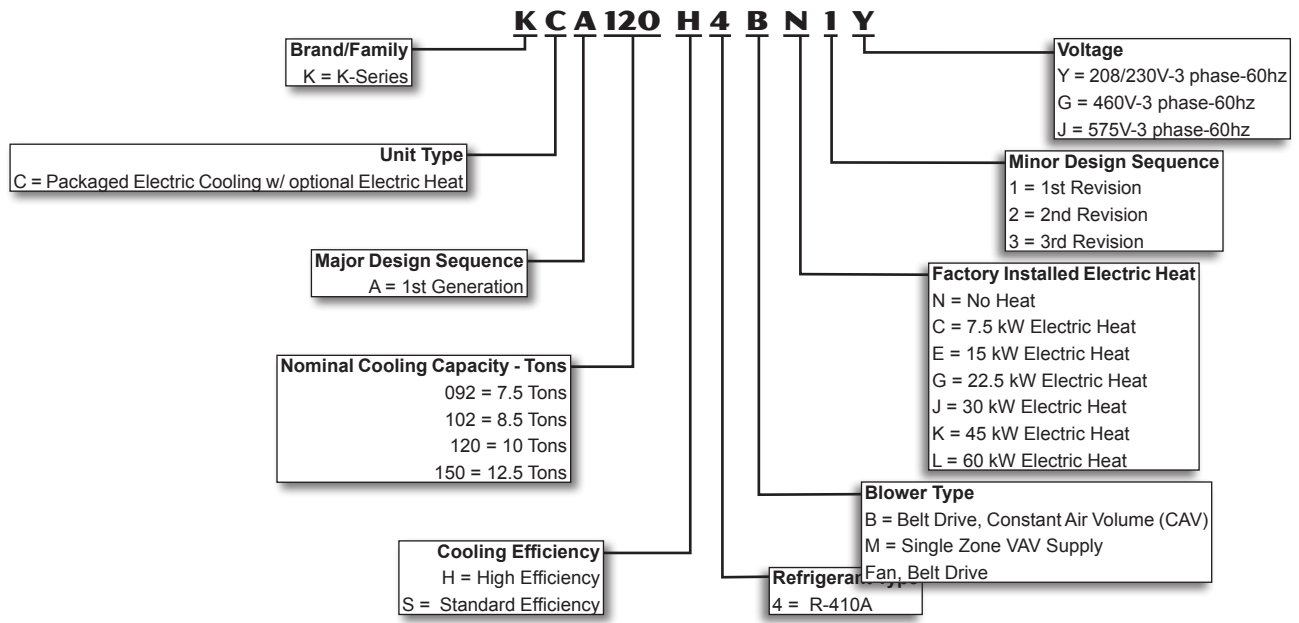 K C A 120 H 4 B N 1 Y
Brand/Family
K = K-Series
Unit Type
C = Packaged Electric Cooling w/ optional Electric Heat
Major Design Sequence
A = 1st Generation
Nominal Cooling Capacity - Tons
092 = 7.5 Tons
102 = 8.5 Tons
120 = 10 Tons
150 = 12.5 Tons
Cooling Efficiency
H = High Efficiency
S = Standard Efficiency
Refrigerant Type
4 = R-410A
Blower Type
B = Belt Drive, Constant Air Volume (CAV)
M = Single Zone VAV Supply
Fan, Belt Drive
Factory Installed Electric Heat
N = No Heat
C = 7.5 kW Electric Heat
E = 15 kW Electric Heat
G = 22.5 kW Electric Heat
J = 30 kW Electric Heat
K = 45 kW Electric Heat
L = 60 kW Electric Heat
Minor Design Sequence
1 = 1st Revision
2 = 2nd Revision
3 = 3rd Revision
Voltage
Y = 208/230V-3 phase-60hz
G = 460V-3 phase-60hz
J = 575V-3 phase-60hz